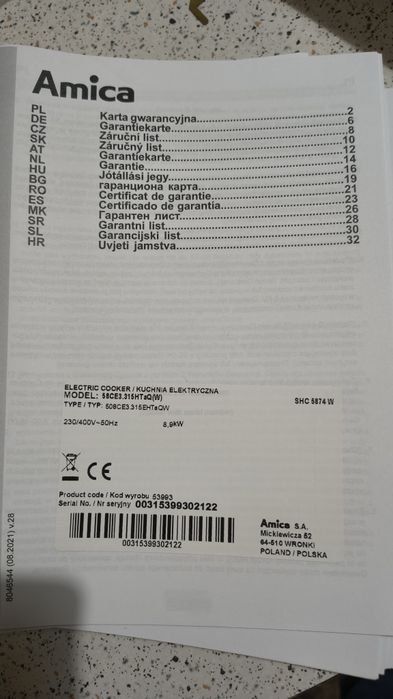 Amica
PL Karta gwarancyjna 2
DE Garantiekarte 6
CZ Záruční list 8
SK Záručný list 10
AT Garantiekarte 12
NL Garantie 14
HU Jótállási jegy 16
BG гаранциона карта 19
RO Certificat de garantie 21
ES Certificado de garantia 23
MK Гарантен лист 26
SR Garantni list 28
SL Garancijski list 30
HR Uvjeti jamstva 32
ELECTRIC COOKER / KUCHNIA ELEKTRYCZNA
MODEL: 58CE3.315HTaQ(W) SHC 5874 W
TYPE / TYP: 508CE3.315EHTaQW
230/400V~50Hz 8,9kW
CE
Product code / Kod wyrobu 53993
Serial No. / Nr seryjny 00315399302122
00315399302122
Amica S.A.
Mickiewicza 52
64-510 WRONKI
POLAND / POLSKA
8046544 (08.2021) v.28